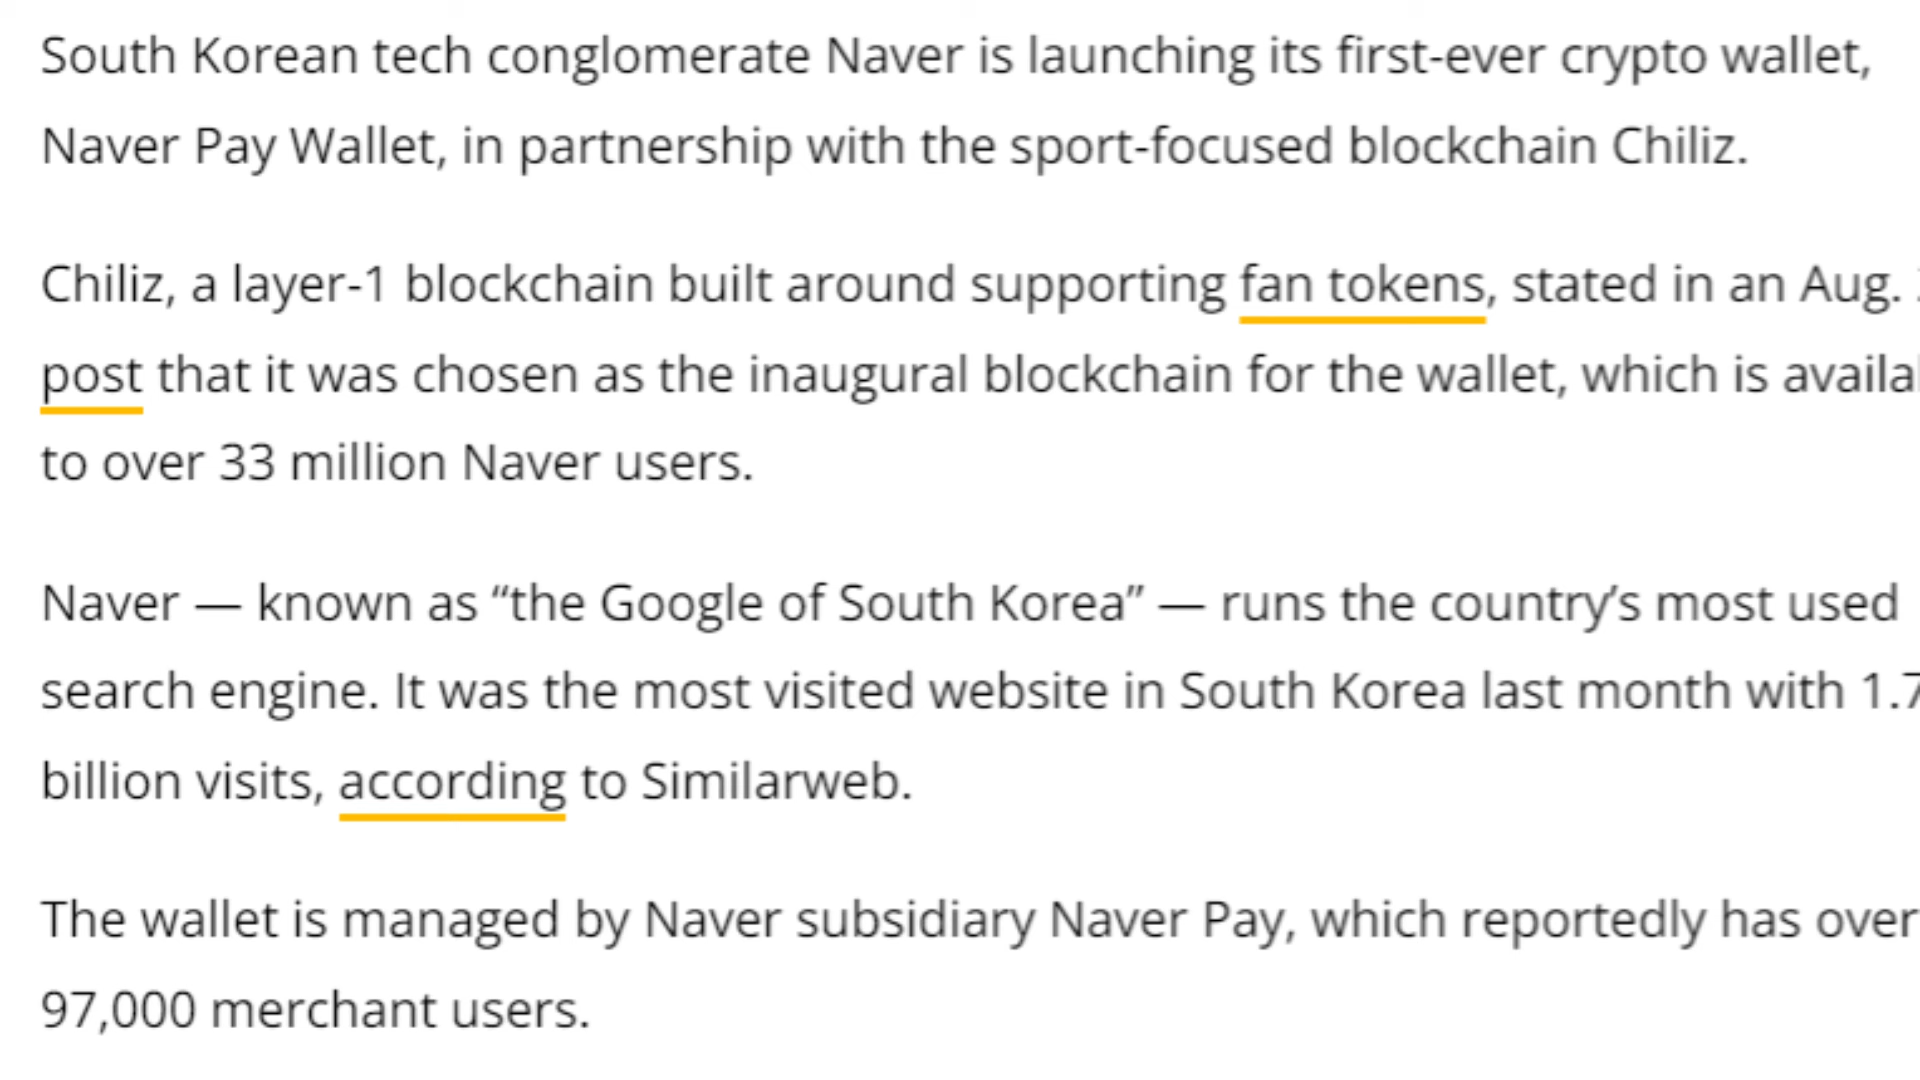 South Korean tech conglomerate Naver is launching its first-ever crypto wallet,
Naver Pay Wallet, in partnership with the sport-focused blockchain Chiliz.
Chiliz, a layer-1 blockchain built around supporting fan tokens, stated in an Aug.
post that it was chosen as the inaugural blockchain for the wallet, which is
to over 33 million Naver users.
Naver — known as “the Google of South Korea” — runs the country’s most used
search engine. It was the most visited website in South Korea last month with 1.7
billion visits, according to Similarweb.
The wallet is managed by Naver subsidiary Naver Pay, which reportedly has over
97,000 merchant users.